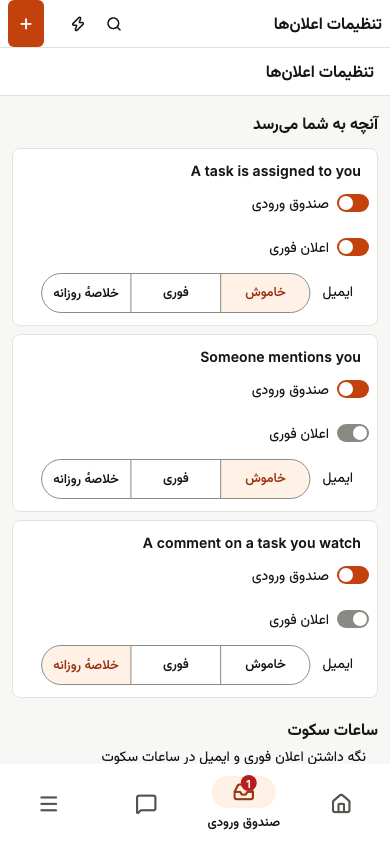 تنظیمات اعلان‌ها
تنظیمات اعلان‌ها
آنچه به شما می‌رسد
A task is assigned to you
صندوق ورودی
اعلان فوری
ایمیل خاموش فوری خلاصهٔ روزانه
Someone mentions you
صندوق ورودی
اعلان فوری
ایمیل خاموش فوری خلاصهٔ روزانه
A comment on a task you watch
صندوق ورودی
اعلان فوری
ایمیل خاموش فوری خلاصهٔ روزانه
ساعات سکوت
نگه داشتن اعلان فوری و ایمیل در ساعات سکوت
1
صندوق ورودی